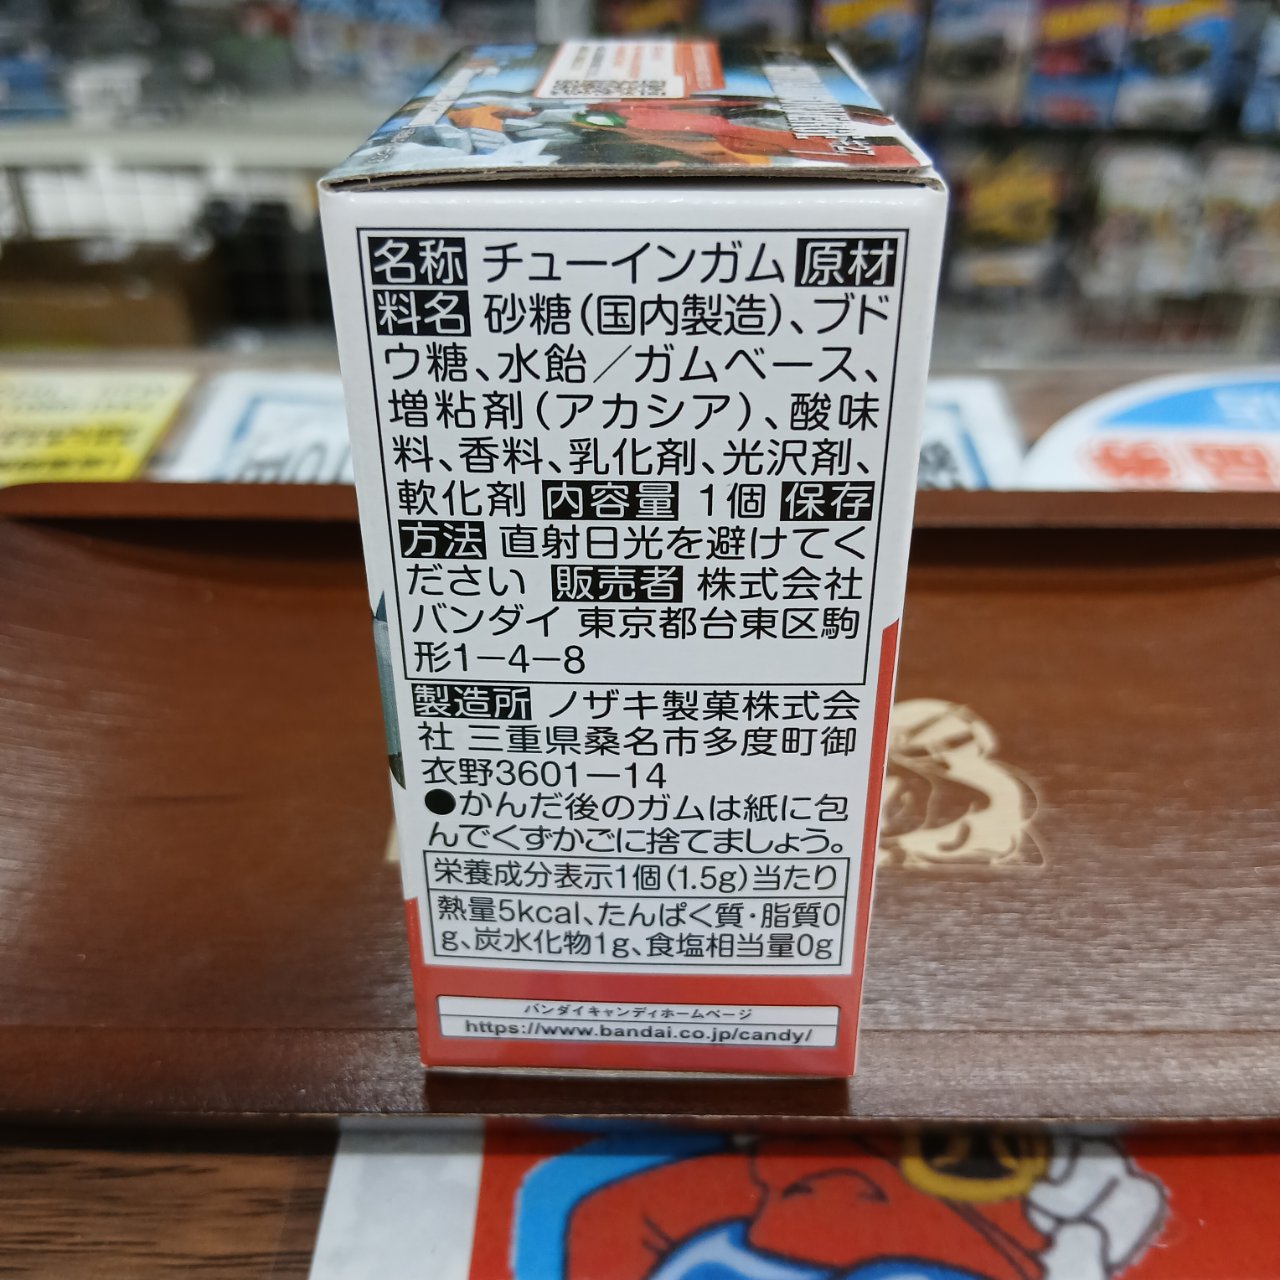 名称 チューインガム 原材
料名 砂糖(国内製造)、ブド
ウ糖、水飴／ガムベース、
増粘剤(アカシア)、酸味
料、香料、乳化剤、光沢剤、
軟化剤 内容量 1個 保存
方法 直射日光を避けてく
ださい 販売者 株式会社
バンダイ 東京都台東区駒
形1－4－8
製造所 ノザキ製菓株式会
社 三重県桑名市多度町御
衣野3601－14
●かんだ後のガムは紙に包
んでくずかごに捨てましょう。
栄養成分表示1個(1.5g)当たり
熱量5kcal、たんぱく質・脂質0
g、炭水化物1g、食塩相当量0g
バンダイキャンディホームページ
https://www.bandai.co.jp/candy/